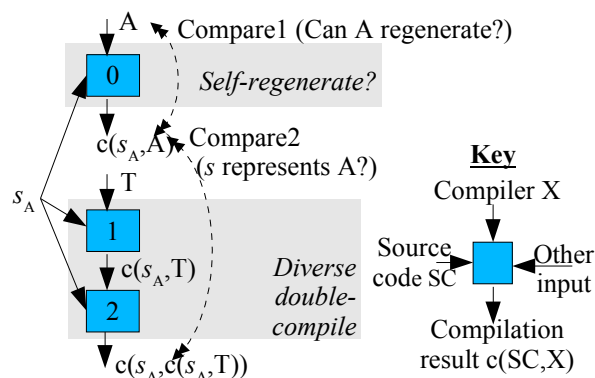 A
Compare1 (Can A regenerate?)
0
Self-regenerate?
c(sA,A)
Compare2
(s represents A?)
T
sA
1
c(sA,T)
2
Diverse
double-
compile
c(sA,c(sA,T))
Key
Compiler X
Source
code SC
Other
input
Compilation
result c(SC,X)